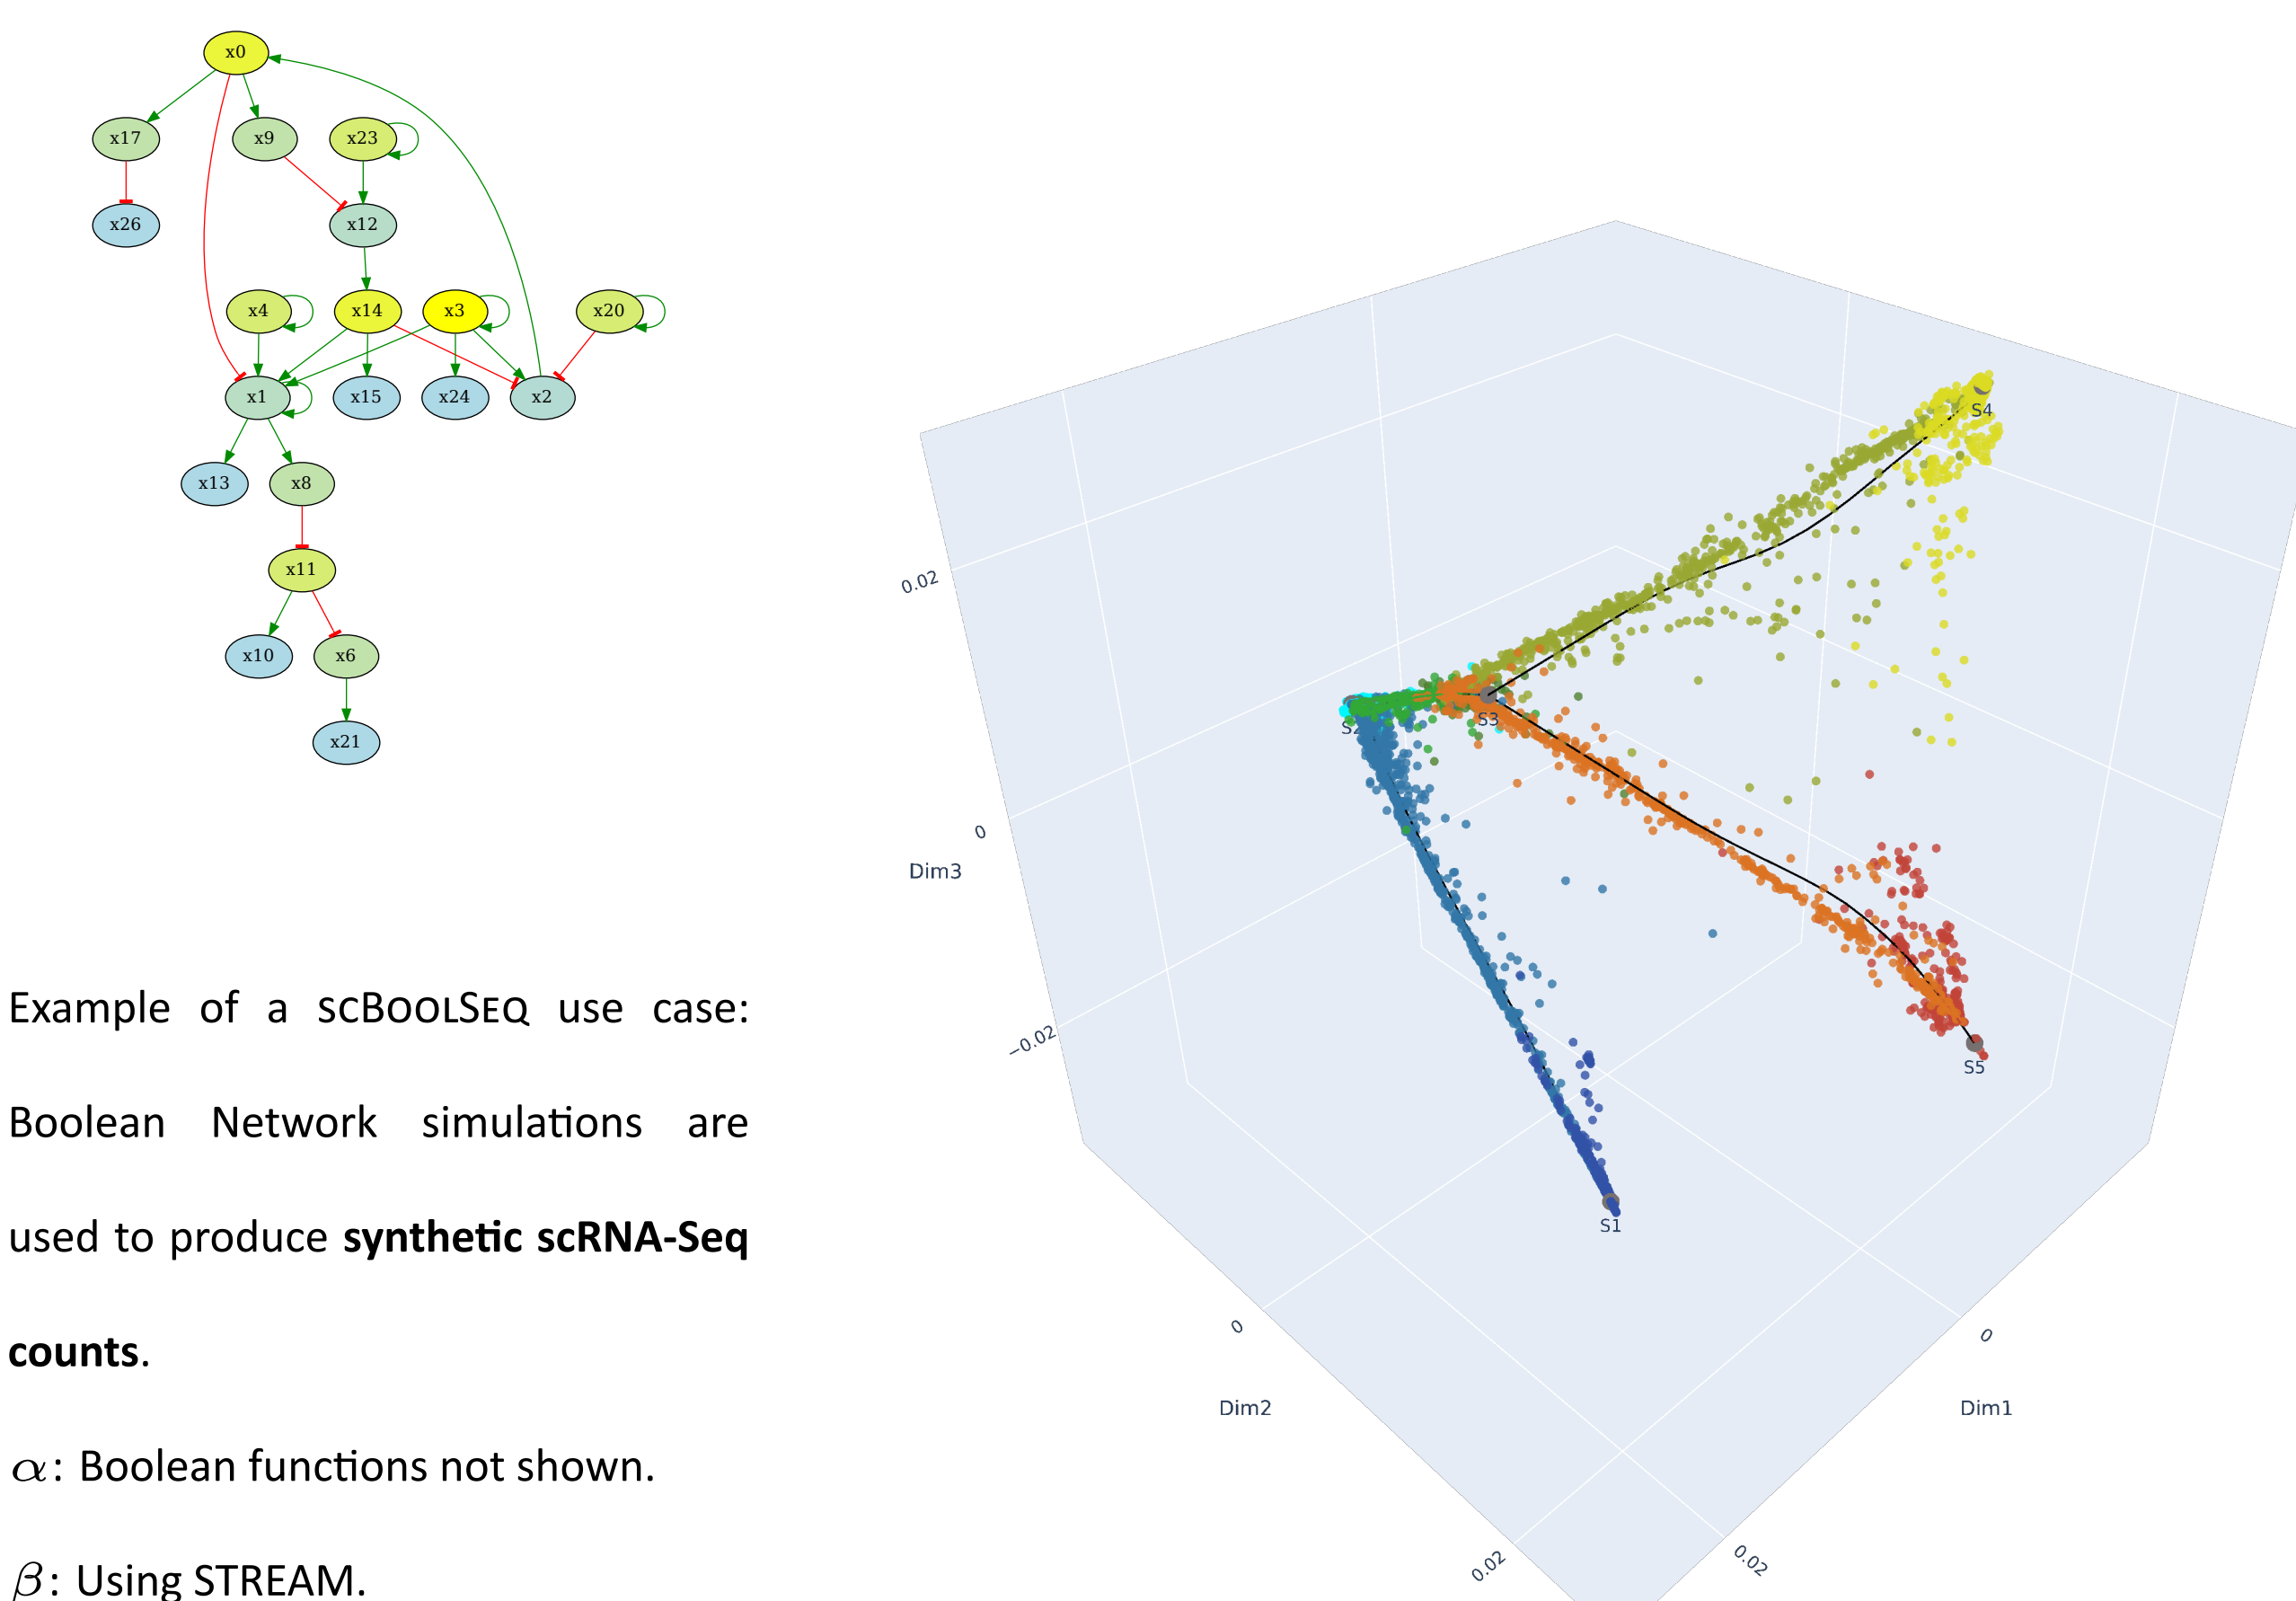 x0
x17
x9
x23
x26
x12
x4
x14
x3
x20
x1
x15
x24
x2
x13
x8
x11
x10
x6
x21
Example of a SCBOOLSEQ use case:
Boolean Network simulations are
used to produce synthetic scRNA-Seq
counts.
α: Boolean functions not shown.
β: Using STREAM.
S4
0.02
S3
S2
0
Dim3
−0.02
S5
S1
0
0
Dim2
Dim1
0.02
0.02